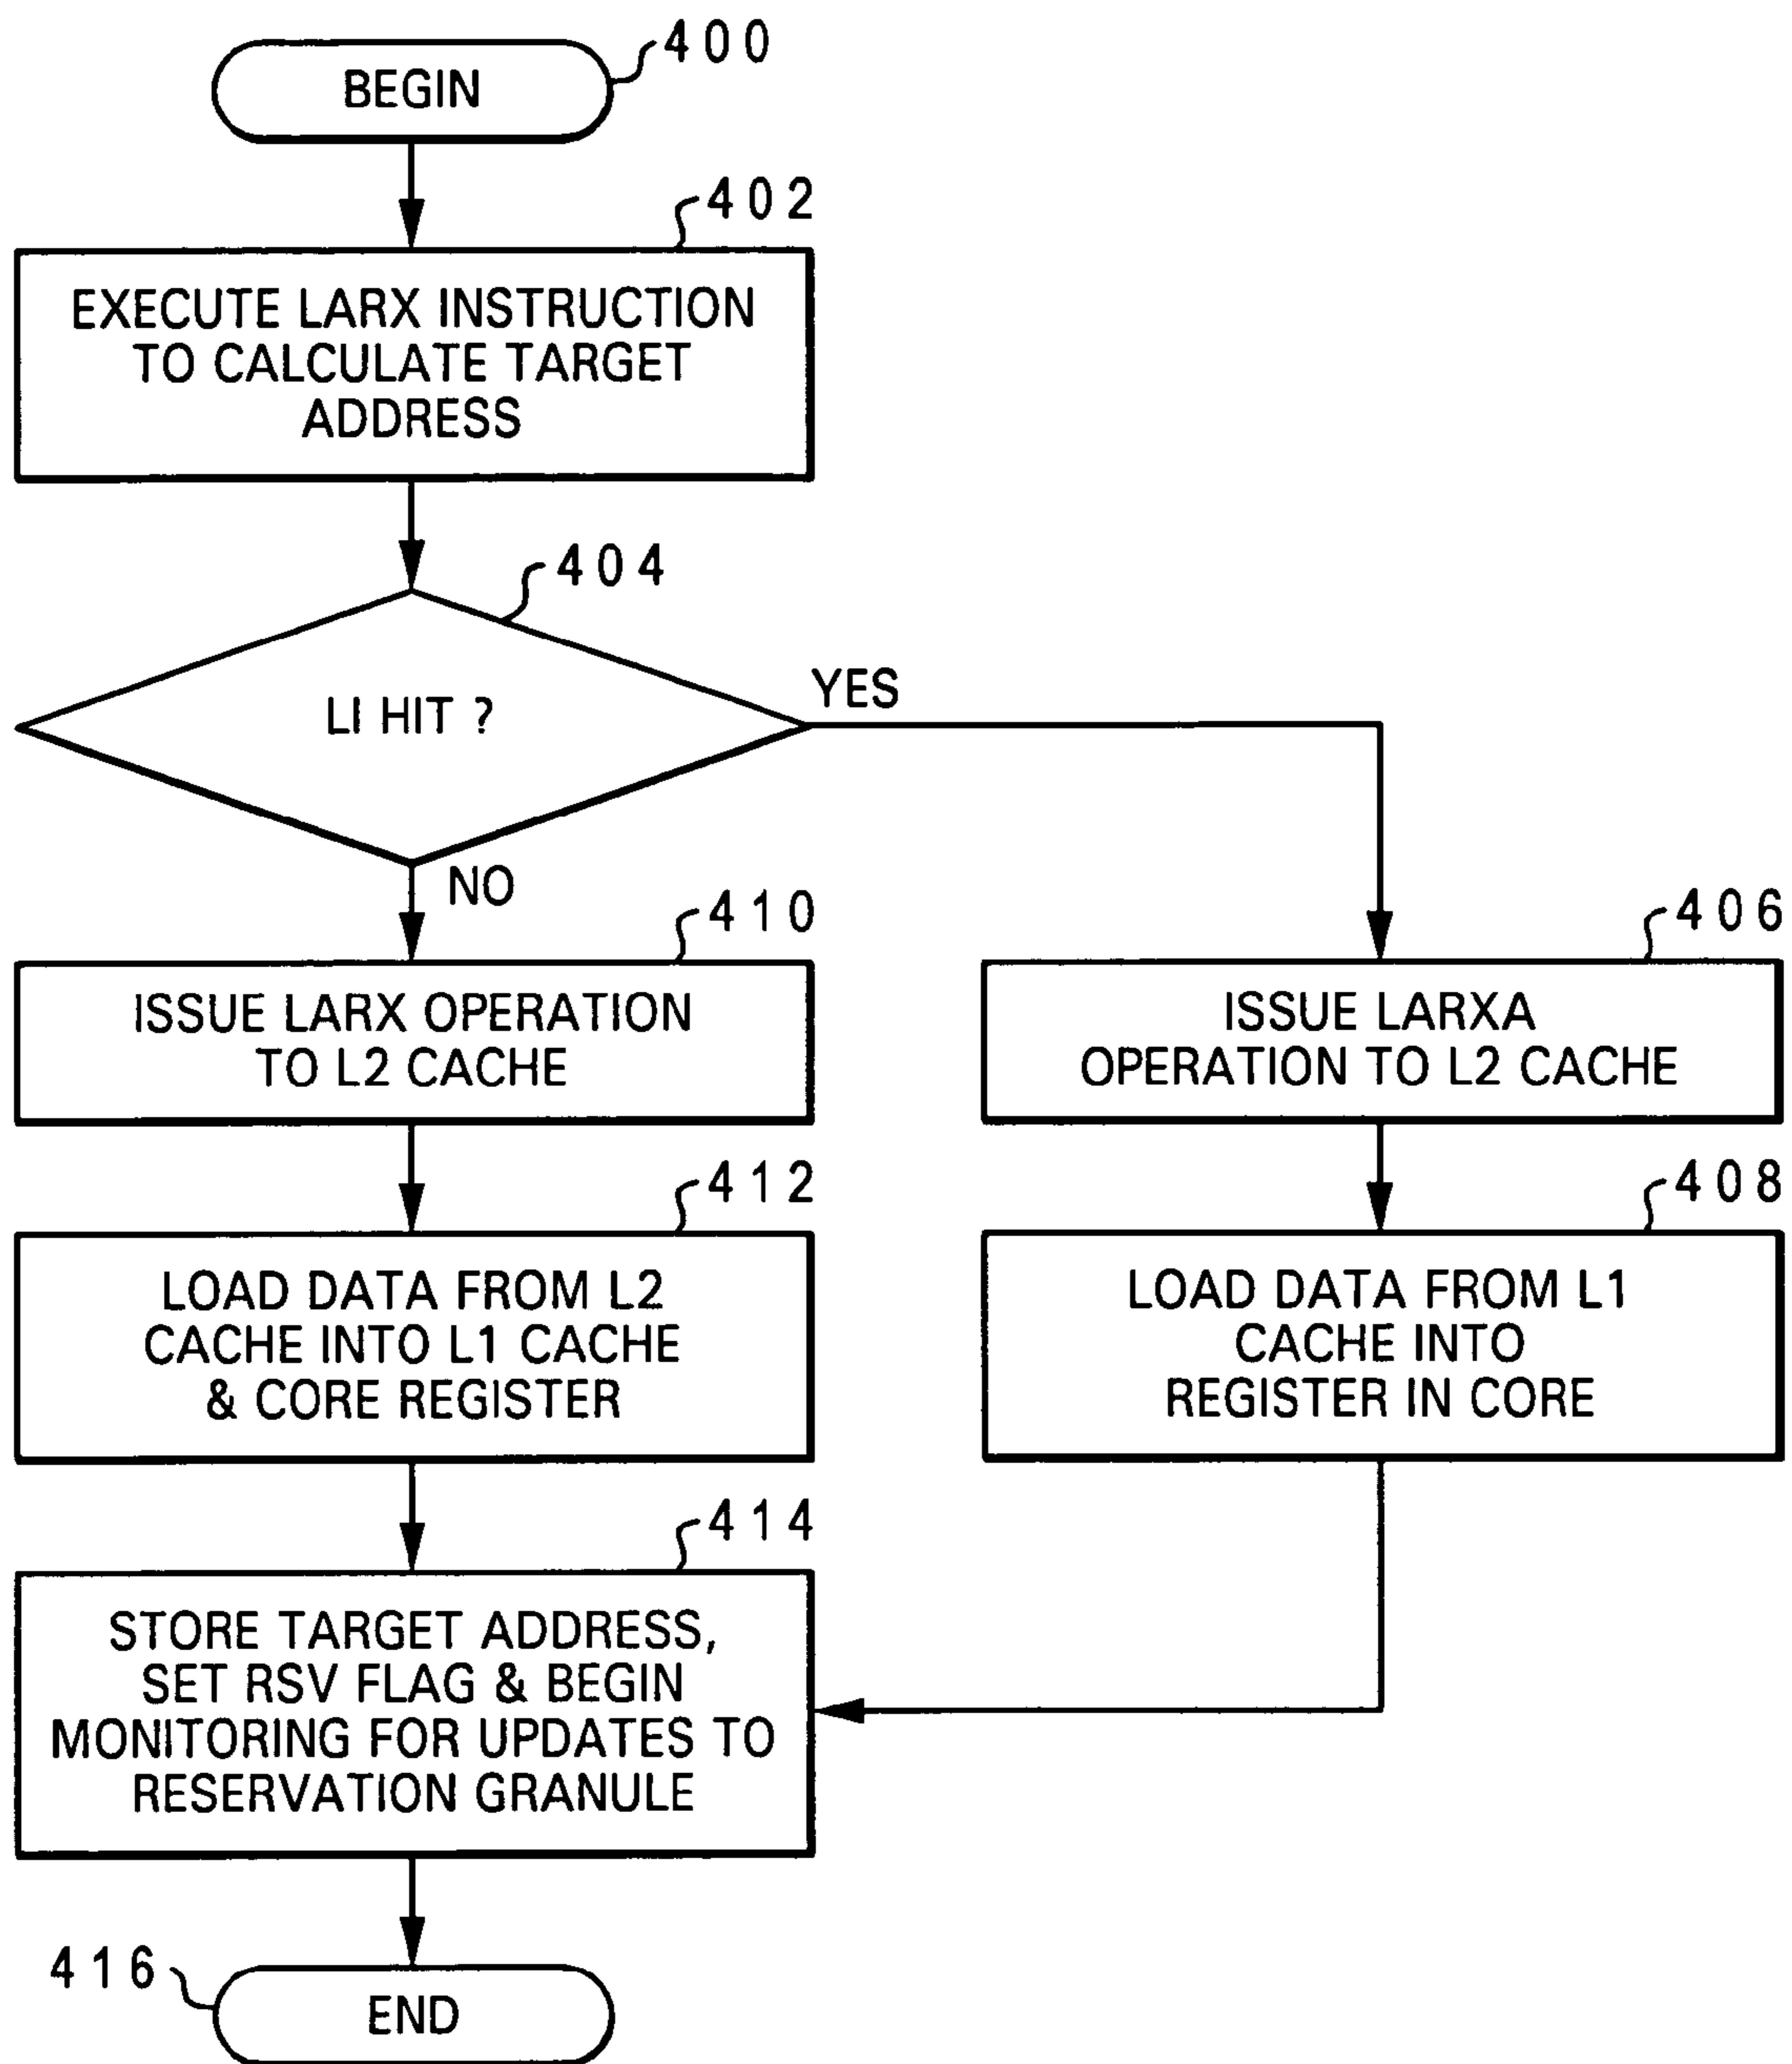 400
BEGIN
402
EXECUTE LARX INSTRUCTION
TO CALCULATE TARGET
ADDRESS
404
LI HIT ?
YES
NO
410
ISSUE LARX OPERATION
TO L2 CACHE
406
ISSUE LARXA
OPERATION TO L2 CACHE
412
LOAD DATA FROM L2
CACHE INTO L1 CACHE
& CORE REGISTER
408
LOAD DATA FROM L1
CACHE INTO
REGISTER IN CORE
414
STORE TARGET ADDRESS,
SET RSV FLAG & BEGIN
MONITORING FOR UPDATES TO
RESERVATION GRANULE
416
END